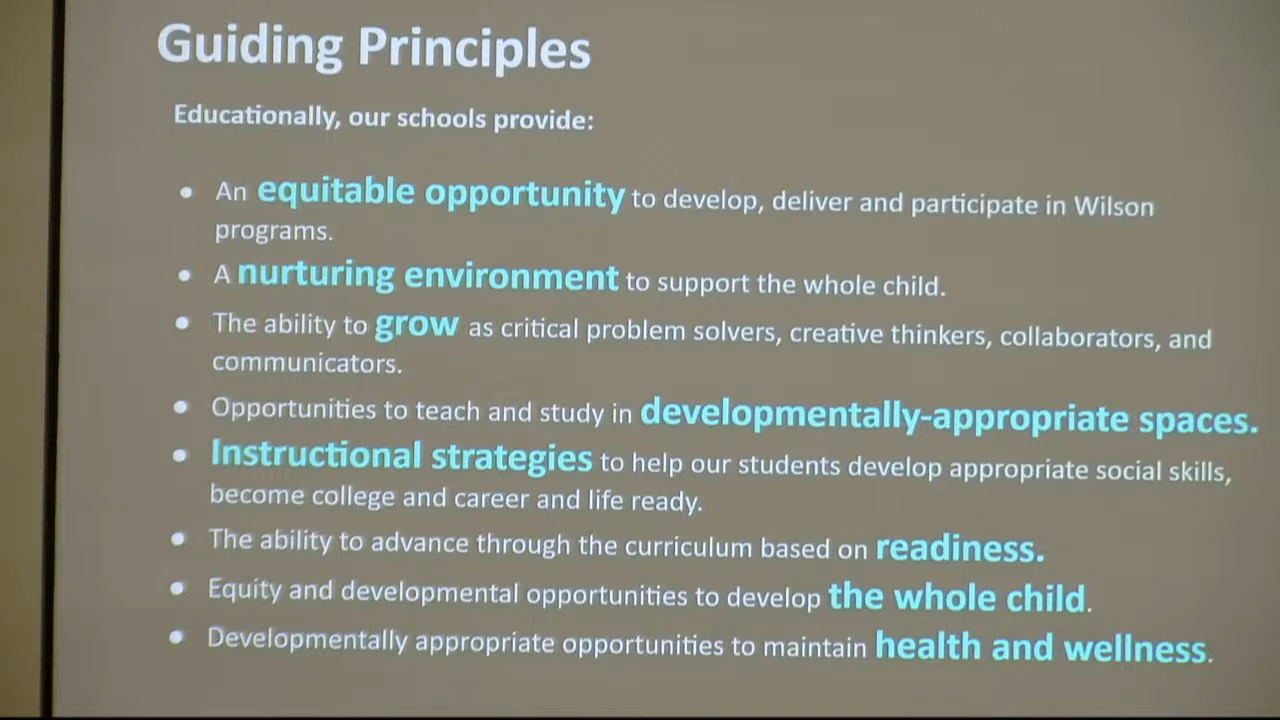 Guiding Principles
Educationally, our schools provide:
• An equitable opportunity to develop, deliver and participate in Wilson
programs.
• A nurturing environment to support the whole child.
• The ability to grow as critical problem solvers, creative thinkers, collaborators, and
communicators.
• Opportunities to teach and study in developmentally-appropriate spaces.
• Instructional strategies to help our students develop appropriate social skills,
become college and career and life ready.
• The ability to advance through the curriculum based on readiness.
• Equity and developmental opportunities to develop the whole child.
• Developmentally appropriate opportunities to maintain health and wellness.